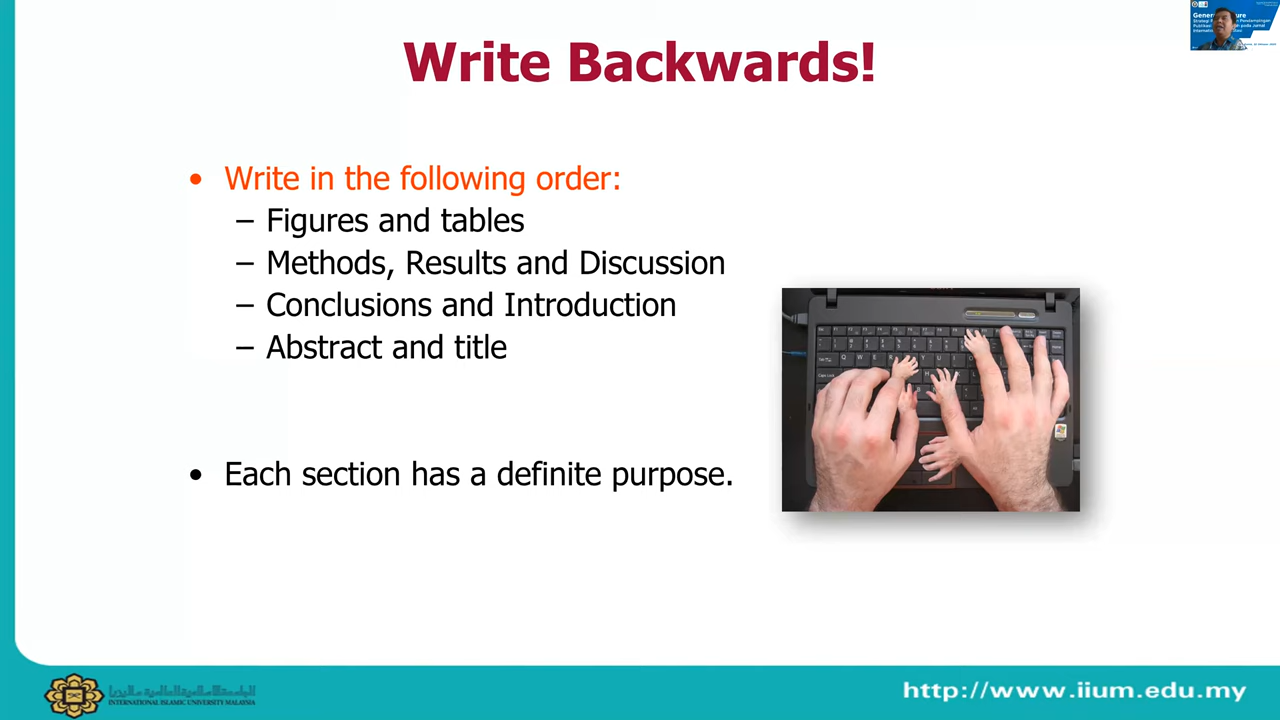 Write Backwards!
• Write in the following order:
– Figures and tables
– Methods, Results and Discussion
– Conclusions and Introduction
– Abstract and title
• Each section has a definite purpose.
INTERNATIONAL ISLAMIC UNIVERSITY MALAYSIA
http://www.iium.edu.my